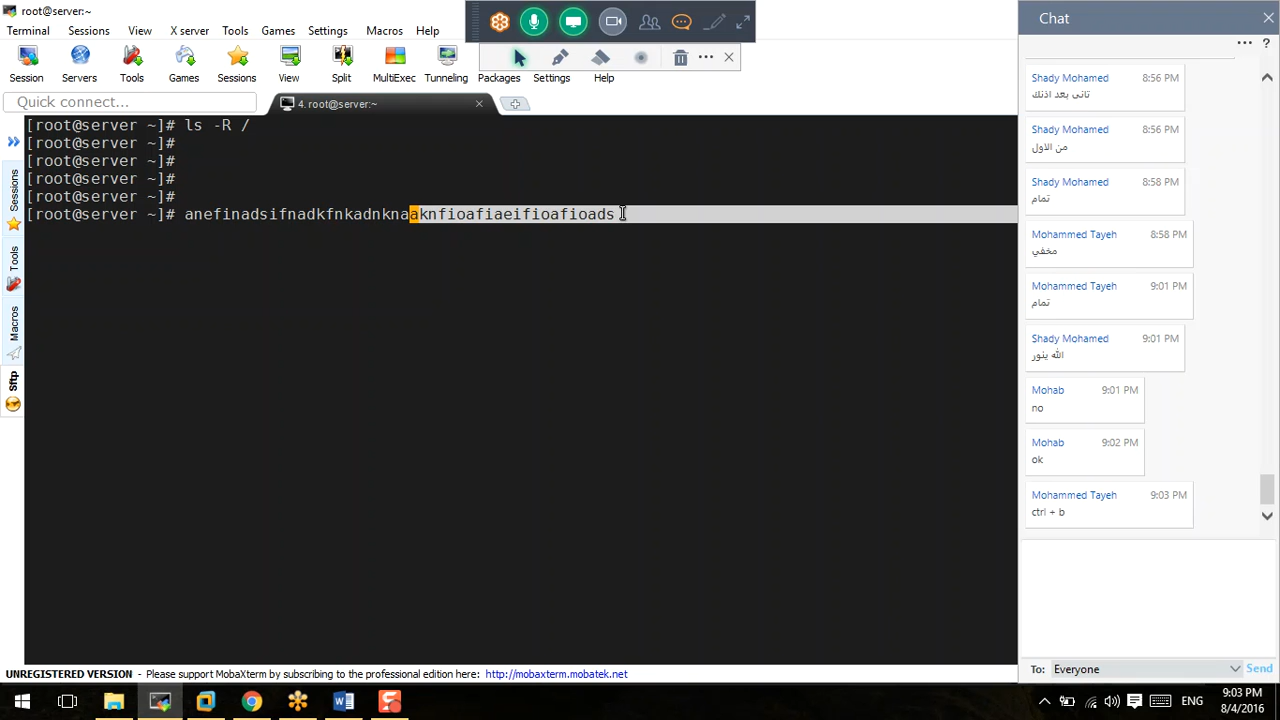 root@server:~
Terminal Sessions View X server Tools Games Settings Macros Help
Session Servers Tools Games Sessions View Split MultiExec Tunneling Packages Settings Help
Quick connect...
4. root@server:~
[root@server ~]# ls -R /
[root@server ~]#
[root@server ~]#
[root@server ~]#
[root@server ~]#
[root@server ~]# anefinadsifnadkfnkadnknaaknfioafiaeifioafioads
Sessions
Tools
Macros
Sftp
Chat
Shady Mohamed 8:56 PM
تانى بعد اذنك
Shady Mohamed 8:56 PM
من الاول
Shady Mohamed 8:58 PM
تمام
Mohammed Tayeh 8:58 PM
مخفي
Mohammed Tayeh 9:01 PM
تمام
Shady Mohamed 9:01 PM
الله ينور
Mohab 9:01 PM
no
Mohab 9:02 PM
ok
Mohammed Tayeh 9:03 PM
ctrl + b
To: Everyone Send
UNREGISTERED VERSION - Please support MobaXterm by subscribing to the professional edition here: http://mobaxterm.mobatek.net
ENG
9:03 PM
8/4/2016